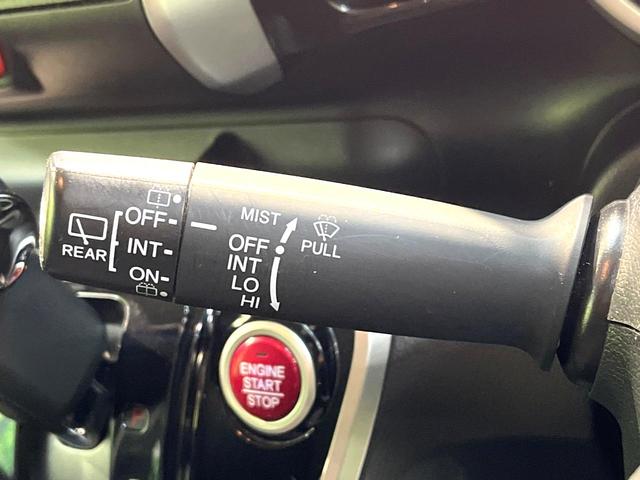 REAR
OFF
INT
ON
MIST
OFF
INT
LO
HI
PULL
ENGINE
START
STOP